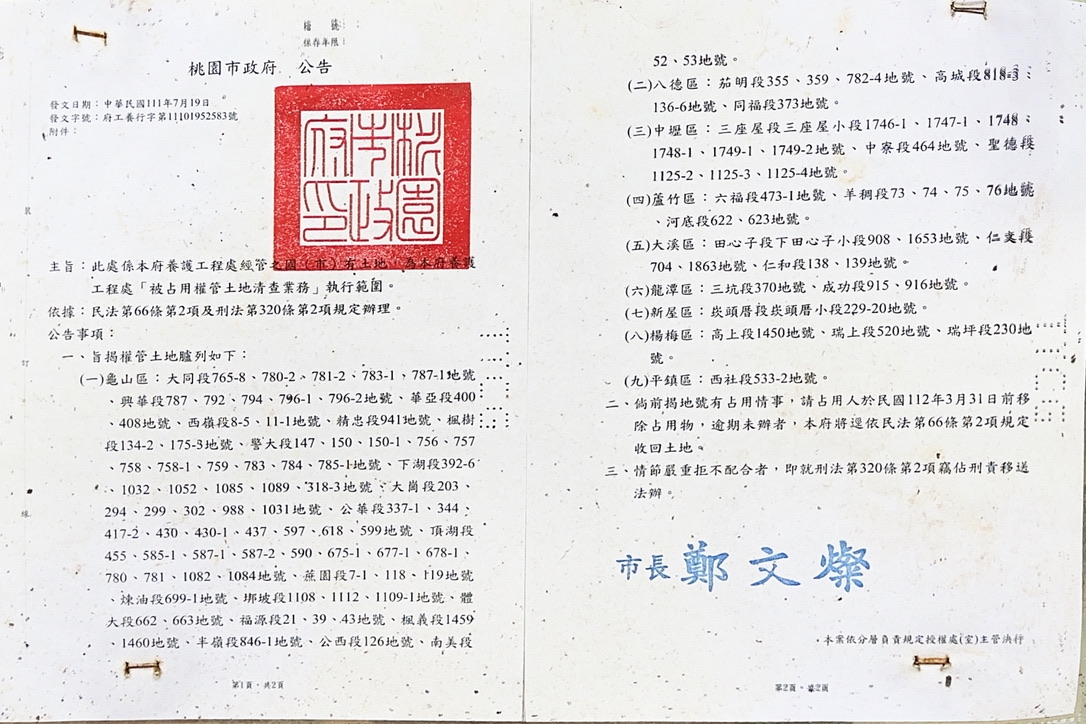 檔　　號：
保存年限：
桃園市政府　公告
發文日期：中華民國111年7月19日
發文字號：府工養行字第11101952583號
附件：
桃園市政府印
主旨：此處係本府養護工程處經管之國（市）有土地，為本府養護
工程處「被占用權管土地清查業務」執行範圍。
依據：民法第66條第2項及刑法第320條第2項規定辦理。
公告事項：
一、旨揭權管土地臚列如下：
(一)龜山區：大同段765-8、780-2、781-2、783-1、787-1地號
、興華段787、792、794、796-1、796-2地號、華亞段400
、408地號、西嶺段8-5、11-1地號、精忠段941地號、楓樹
段134-2、175-3地號、警大段147、150、150-1、756、757
、758、758-1、759、783、784、785-1地號、下湖段392-6
、1032、1052、1085、1089、318-3地號、大崗段203、
294、299、302、988、1031地號、公華段337-1、344、
417-2、430、430-1、437、597、618、599地號、頂湖段
455、585-1、587-1、587-2、590、675-1、677-1、678-1、
780、781、1082、1084地號、蔗園段7-1、118、119地號
、煉油段699-1地號、塒坡段1108、1112、1109-1地號、體
大段662、663地號、福源段21、39、43地號、楓義段1459
、1460地號、半嶺段846-1地號、公西段126地號、南美段
第1頁，共2頁
裝
訂
線
52、53地號。
(二)八德區：茄明段355、359、782-4地號、高城段818-3、
136-6地號、同福段373地號。
(三)中壢區：三座屋段三座屋小段1746-1、1747-1、1748、
1748-1、1749-1、1749-2地號、中寮段464地號、聖德段
1125-2、1125-3、1125-4地號。
(四)蘆竹區：六福段473-1地號、羊稠段73、74、75、76地號
、河底段622、623地號。
(五)大溪區：田心子段下田心子小段908、1653地號、仁文段
704、1863地號、仁和段138、139地號。
(六)龍潭區：三坑段370地號、成功段915、916地號。
(七)新屋區：崁頭厝段崁頭厝小段229-20地號。
(八)楊梅區：高上段1450地號、瑞上段520地號、瑞坪段230地
號。
(九)平鎮區：西社段533-2地號。
二、倘前揭地號有占用情事，請占用人於民國112年3月31日前移
除占用物，逾期未辦者，本府將逕依民法第66條第2項規定
收回土地。
三、情節嚴重拒不配合者，即就刑法第320條第2項竊佔刑責移送
法辦。
市長 鄭文燦
本案依分層負責規定授權處(室)主管決行
第2頁，共2頁